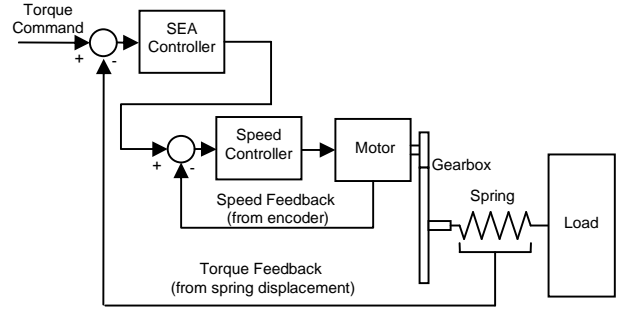 Torque
Command
+
-
SEA
Controller
+
-
Speed
Controller
Motor
Gearbox
Speed Feedback
(from encoder)
Spring
Load
Torque Feedback
(from spring displacement)